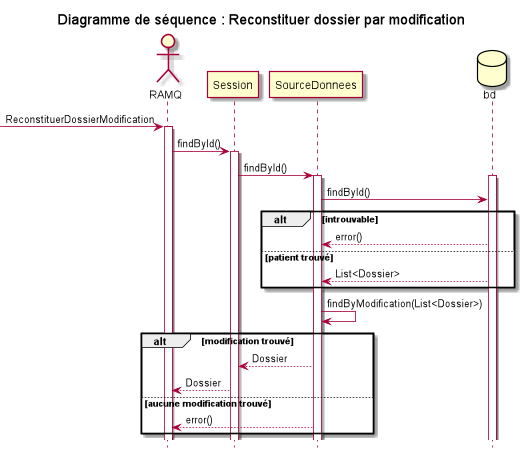 Diagramme de séquence : Reconstituer dossier par modification
RAMQ
Session
SourceDonnees
bd
ReconstituerDossierModification
findById()
findById()
findById()
alt [introuvable]
error()
[patient trouvé]
List<Dossier>
findByModification(List<Dossier>)
alt [modification trouvé]
Dossier
Dossier
[aucune modification trouvé]
error()